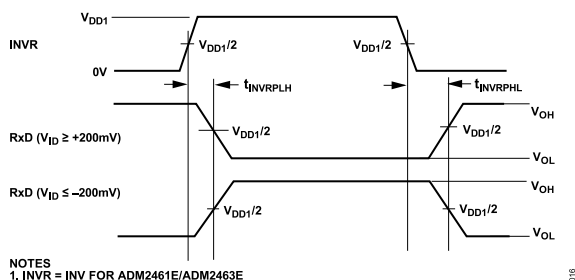 VDD1
INVR
VDD1/2
VDD1/2
0V
tINVRPLH
tINVRPHL
VOH
RxD (VID ≥ +200mV)
VDD1/2
VDD1/2
VOL
VOH
RxD (VID ≤ –200mV)
VDD1/2
VDD1/2
VOL
NOTES
1. INVR = INV FOR ADM2461E/ADM2463E
016